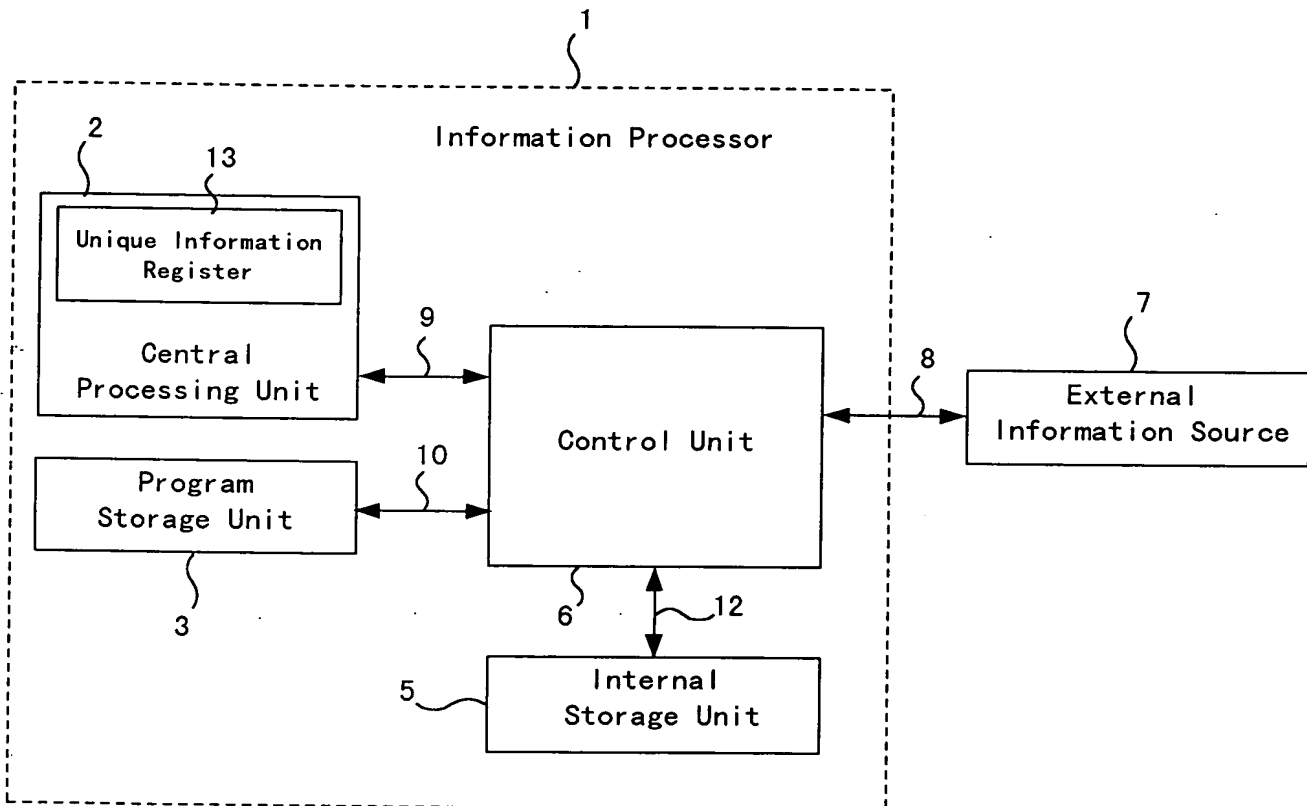 1
Information Processor
2
13
Unique Information
Register
Central
Processing Unit
9
Control Unit
8
7
External
Information Source
Program
Storage Unit
10
3
6
12
5
Internal
Storage Unit